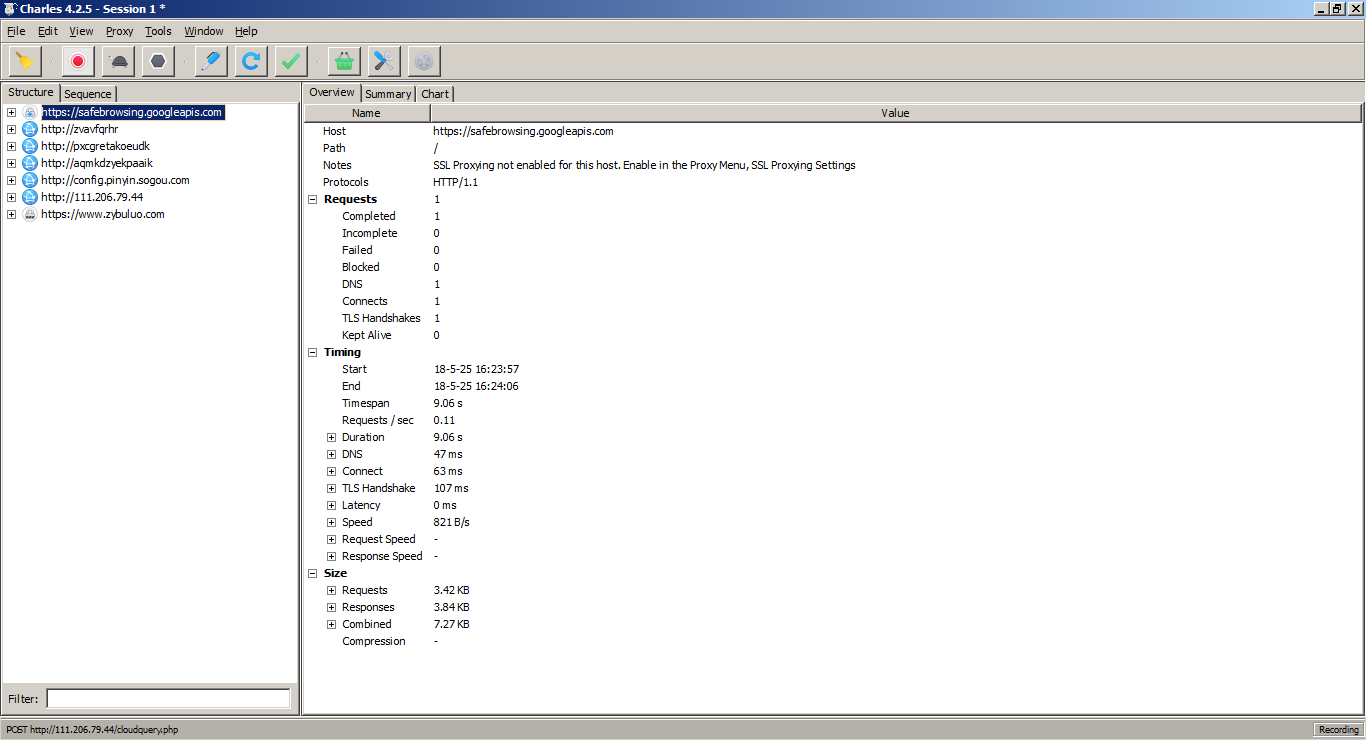 Charles 4.2.5 - Session 1 *
File Edit View Proxy Tools Window Help
Structure Sequence
https://safebrowsing.googleapis.com
http://zvavfqrhr
http://pxcgretakoeudk
http://aqmkdzyekpaaik
http://config.pinyin.sogou.com
http://111.206.79.44
https://www.zybuluo.com
Filter:
Overview Summary Chart
Name Value
Host https://safebrowsing.googleapis.com
Path /
Notes SSL Proxying not enabled for this host. Enable in the Proxy Menu, SSL Proxying Settings
Protocols HTTP/1.1
Requests 1
Completed 1
Incomplete 0
Failed 0
Blocked 0
DNS 1
Connects 1
TLS Handshakes 1
Kept Alive 0
Timing
Start 18-5-25 16:23:57
End 18-5-25 16:24:06
Timespan 9.06 s
Requests / sec 0.11
Duration 9.06 s
DNS 47 ms
Connect 63 ms
TLS Handshake 107 ms
Latency 0 ms
Speed 821 B/s
Request Speed -
Response Speed -
Size
Requests 3.42 KB
Responses 3.84 KB
Combined 7.27 KB
Compression -
POST http://111.206.79.44/cloudquery.php
Recording